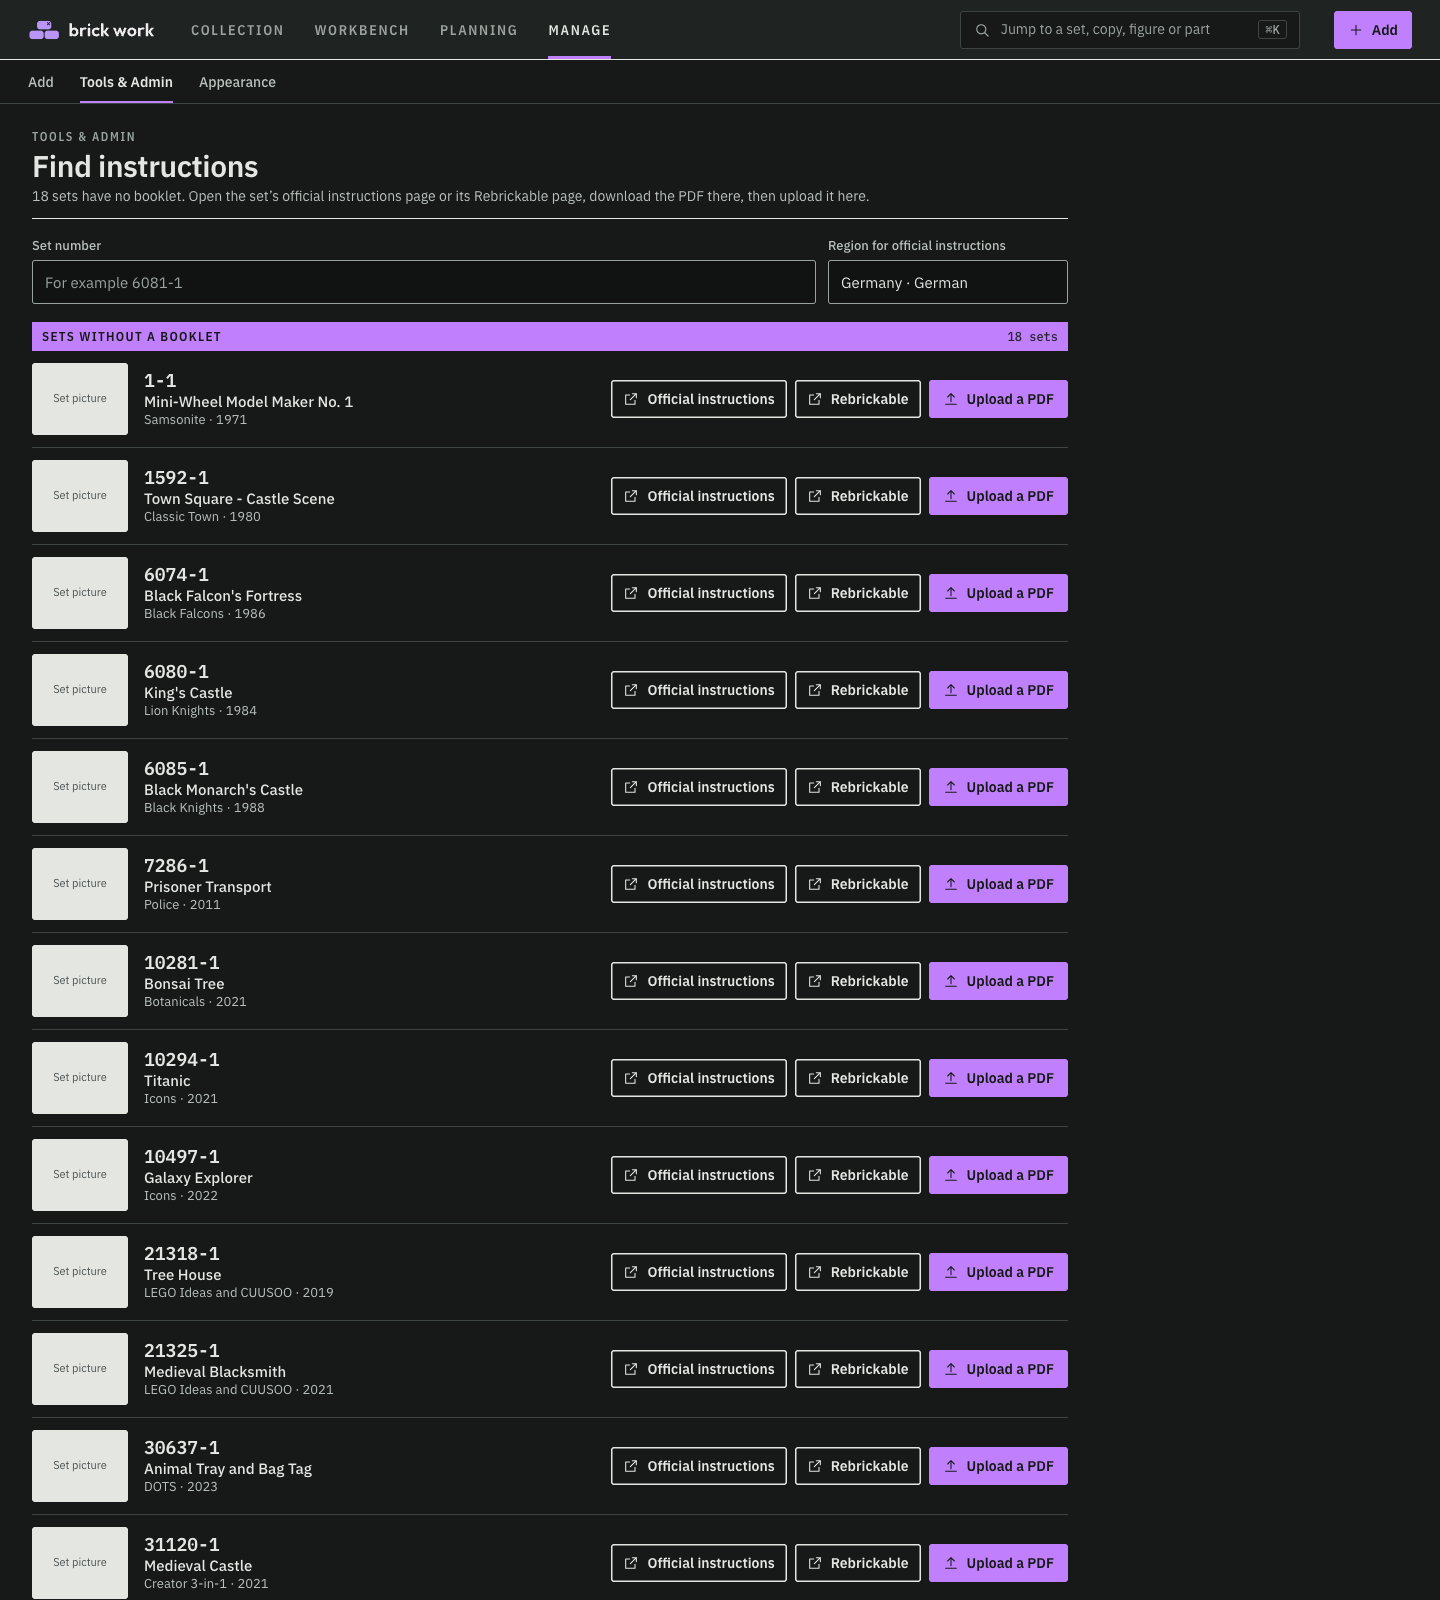 brick work
COLLECTION WORKBENCH PLANNING MANAGE
Jump to a set, copy, figure or part ⌘K
Add
Add Tools & Admin Appearance
TOOLS & ADMIN
Find instructions
18 sets have no booklet. Open the set’s official instructions page or its Rebrickable page, download the PDF there, then upload it here.
Set number Region for official instructions
For example 6081-1 Germany · German
SETS WITHOUT A BOOKLET 18 sets
Set picture
1-1
Mini-Wheel Model Maker No. 1
Samsonite · 1971
Official instructions Rebrickable Upload a PDF
Set picture
1592-1
Town Square - Castle Scene
Classic Town · 1980
Official instructions Rebrickable Upload a PDF
Set picture
6074-1
Black Falcon's Fortress
Black Falcons · 1986
Official instructions Rebrickable Upload a PDF
Set picture
6080-1
King's Castle
Lion Knights · 1984
Official instructions Rebrickable Upload a PDF
Set picture
6085-1
Black Monarch's Castle
Black Knights · 1988
Official instructions Rebrickable Upload a PDF
Set picture
7286-1
Prisoner Transport
Police · 2011
Official instructions Rebrickable Upload a PDF
Set picture
10281-1
Bonsai Tree
Botanicals · 2021
Official instructions Rebrickable Upload a PDF
Set picture
10294-1
Titanic
Icons · 2021
Official instructions Rebrickable Upload a PDF
Set picture
10497-1
Galaxy Explorer
Icons · 2022
Official instructions Rebrickable Upload a PDF
Set picture
21318-1
Tree House
LEGO Ideas and CUUSOO · 2019
Official instructions Rebrickable Upload a PDF
Set picture
21325-1
Medieval Blacksmith
LEGO Ideas and CUUSOO · 2021
Official instructions Rebrickable Upload a PDF
Set picture
30637-1
Animal Tray and Bag Tag
DOTS · 2023
Official instructions Rebrickable Upload a PDF
Set picture
31120-1
Medieval Castle
Creator 3-in-1 · 2021
Official instructions Rebrickable Upload a PDF